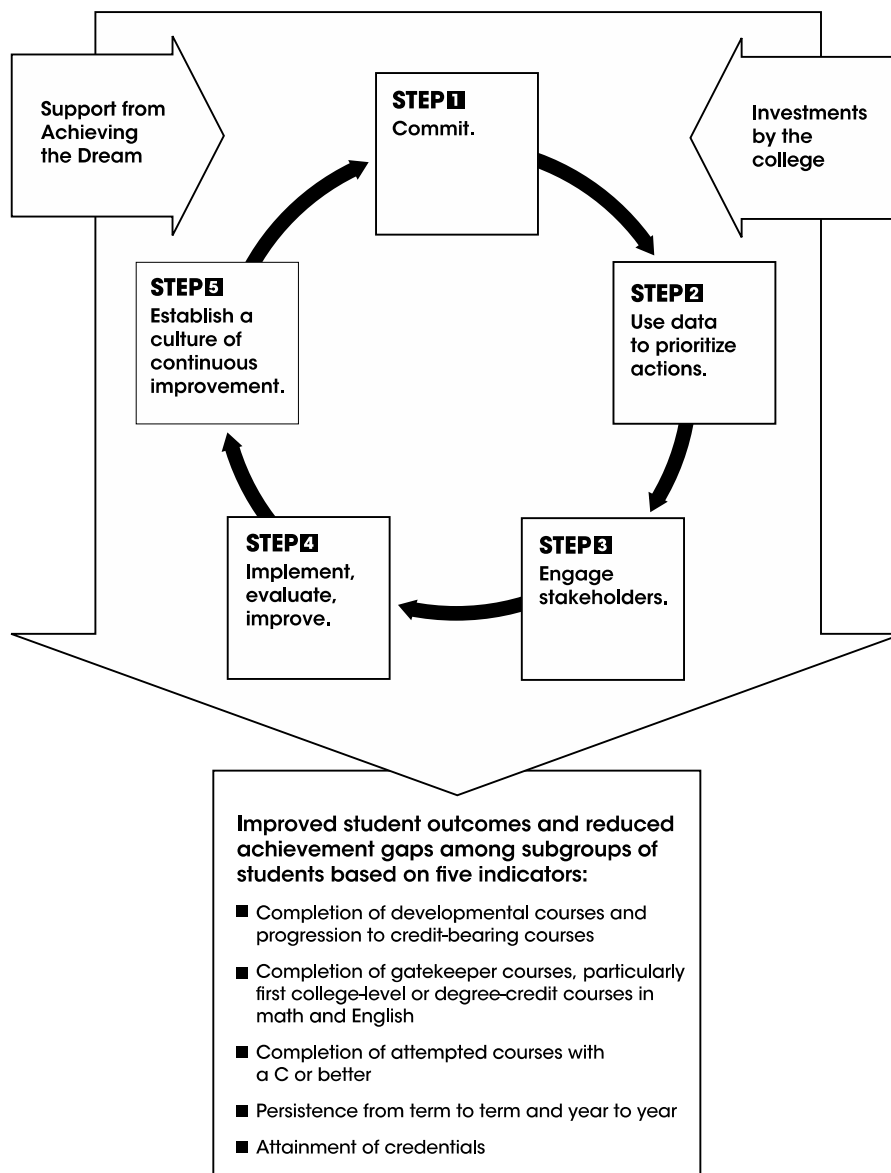 Support from
Achieving
the Dream
STEP 1
Commit.
Investments
by the
college
STEP 5
Establish a
culture of
continuous
improvement.
STEP 2
Use data
to prioritize
actions.
STEP 4
Implement,
evaluate,
improve.
STEP 3
Engage
stakeholders.
Improved student outcomes and reduced
achievement gaps among subgroups of
students based on five indicators:
■ Completion of developmental courses and
progression to credit-bearing courses
■ Completion of gatekeeper courses, particularly
first college-level or degree-credit courses in
math and English
■ Completion of attempted courses with
a C or better
■ Persistence from term to term and year to year
■ Attainment of credentials